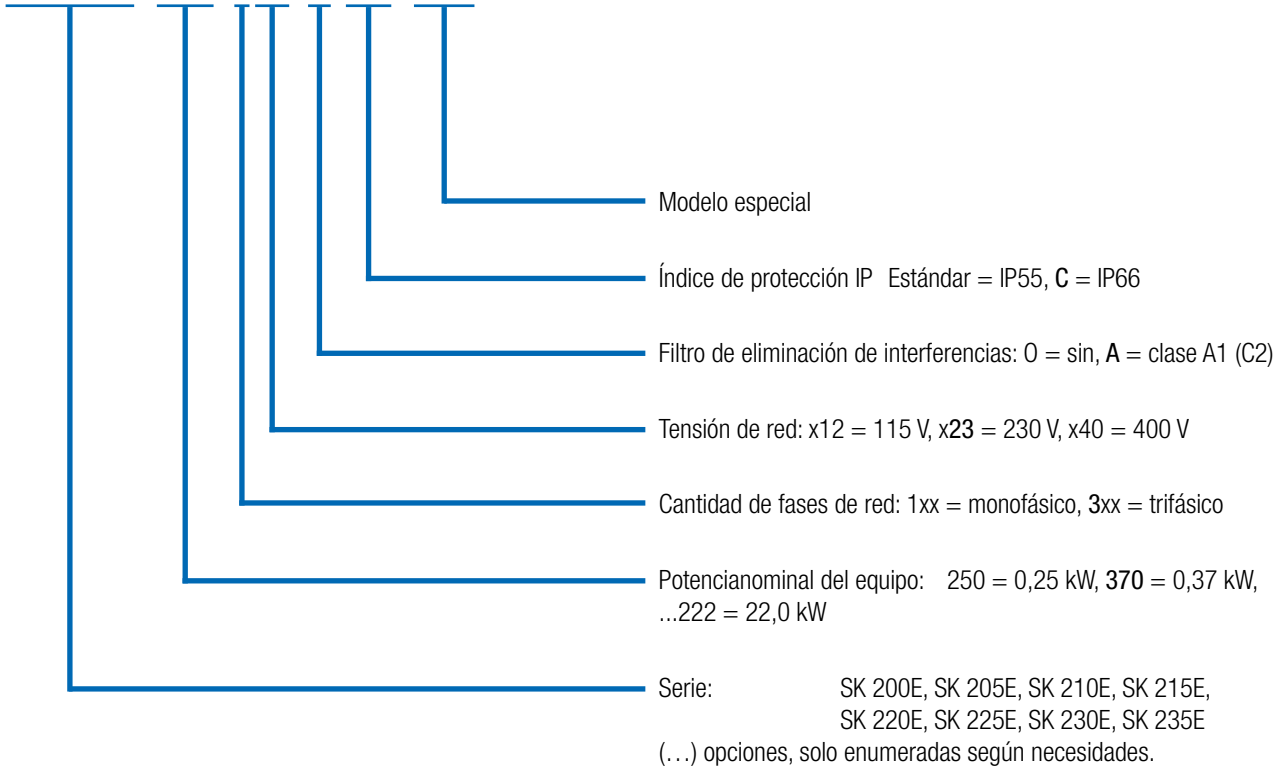 Modelo especial
Índice de protección IP Estándar = IP55, C = IP66
Filtro de eliminación de interferencias: O = sin, A = clase A1 (C2)
Tensión de red: x12 = 115 V, x23 = 230 V, x40 = 400 V
Cantidad de fases de red: 1xx = monofásico, 3xx = trifásico
Potencianominal del equipo: 250 = 0,25 kW, 370 = 0,37 kW,
...222 = 22,0 kW
Serie: SK 200E, SK 205E, SK 210E, SK 215E,
SK 220E, SK 225E, SK 230E, SK 235E
(…) opciones, solo enumeradas según necesidades.